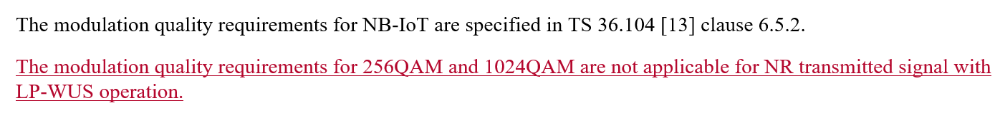 The modulation quality requirements for NB-IoT are specified in TS 36.104 [13] clause 6.5.2.
The modulation quality requirements for 256QAM and 1024QAM are not applicable for NR transmitted signal with
LP-WUS operation.